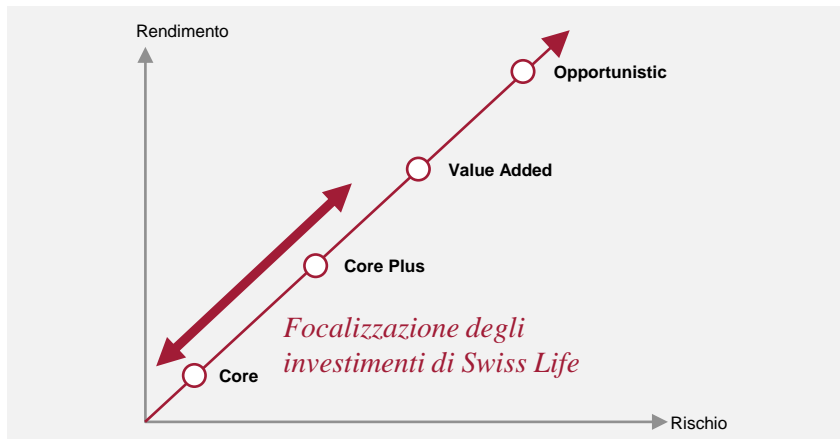 Rendimento
Opportunistic
Value Added
Core Plus
Focalizzazione degli
investimenti di Swiss Life
Core
Rischio